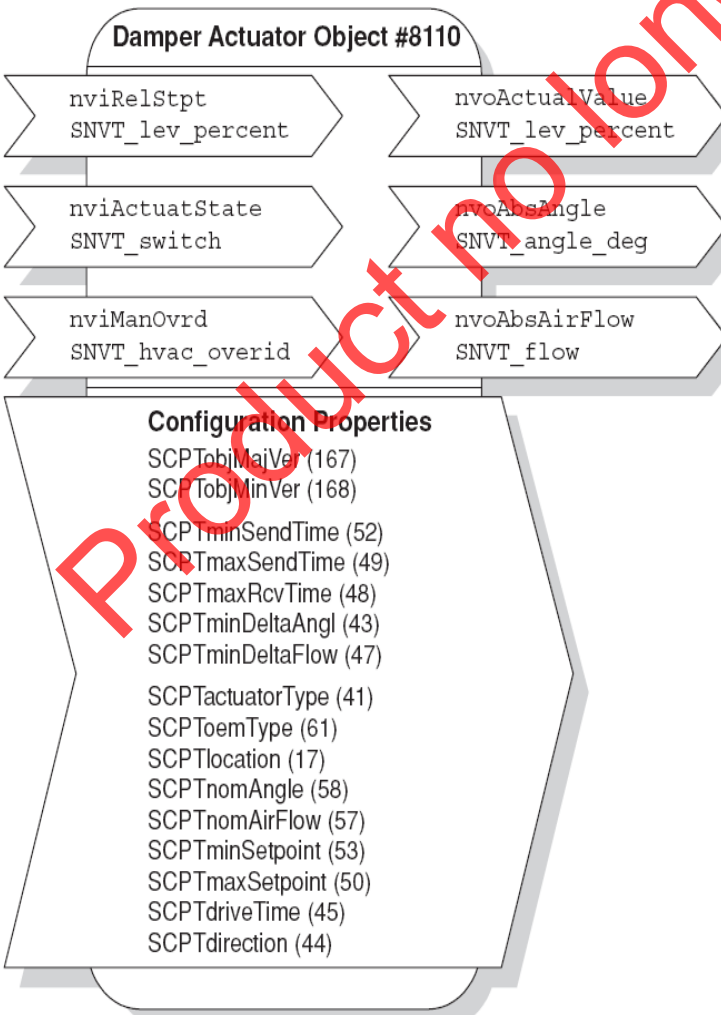 Damper Actuator Object #8110
nviRelStpt
SNVT_lev_percent
nvoActualValue
SNVT_lev_percent
nviActuatState
SNVT_switch
nvoAbsAngle
SNVT_angle_deg
nviManOvrd
SNVT_hvac_overid
nvoAbsAirFlow
SNVT_flow
Configuration Properties
SCPTobjMajVer (167)
SCPTobjMinVer (168)
SCPTminSendTime (52)
SCPTmaxSendTime (49)
SCPTmaxRcvTime (48)
SCPTminDeltaAngl (43)
SCPTminDeltaFlow (47)
SCPTactuatorType (41)
SCPToemType (61)
SCPTlocation (17)
SCPTnomAngle (58)
SCPTnomAirFlow (57)
SCPTminSetpoint (53)
SCPTmaxSetpoint (50)
SCPTdriveTime (45)
SCPTdirection (44)
Product no lon